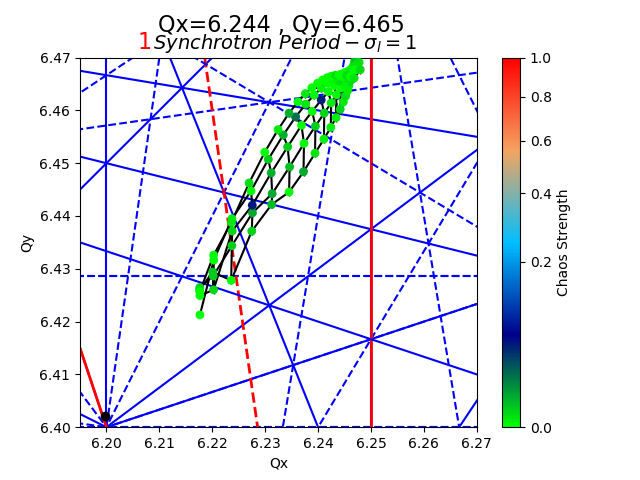 Qx=6.244 , Qy=6.465
1 Synchrotron Period − σ_l = 1
6.47
6.46
6.45
6.44
6.43
6.42
6.41
6.40
Qy
6.20 6.21 6.22 6.23 6.24 6.25 6.26 6.27
Qx
1.0
0.8
0.6
0.4
0.2
0.0
Chaos Strength